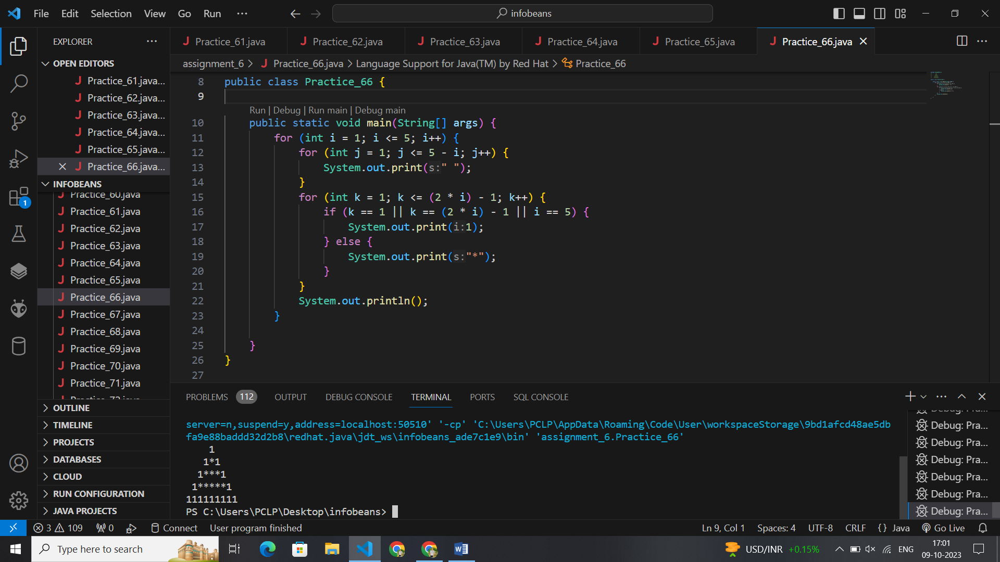 File Edit Selection View Go Run ···
infobeans
EXPLORER ···
OPEN EDITORS
Practice_61.java...
Practice_62.java...
Practice_63.java...
Practice_64.java...
Practice_65.java...
Practice_66.java...
INFOBEANS
Practice_60.java
Practice_61.java
Practice_62.java
Practice_63.java
Practice_64.java
Practice_65.java
Practice_66.java
Practice_67.java
Practice_68.java
Practice_69.java
Practice_70.java
Practice_71.java
OUTLINE
TIMELINE
PROJECTS
DATABASES
CLOUD
RUN CONFIGURATION
JAVA PROJECTS
1
Practice_61.java Practice_62.java Practice_63.java Practice_64.java Practice_65.java Practice_66.java
assignment_6 > Practice_66.java > Language Support for Java(TM) by Red Hat > Practice_66
8 public class Practice_66 {
9
Run | Debug | Run main | Debug main
10 public static void main(String[] args) {
11 for (int i = 1; i <= 5; i++) {
12 for (int j = 1; j <= 5 - i; j++) {
13 System.out.print(s:" ");
14 }
15 for (int k = 1; k <= (2 * i) - 1; k++) {
16 if (k == 1 || k == (2 * i) - 1 || i == 5) {
17 System.out.print(i:1);
18 } else {
19 System.out.print(s:"*");
20 }
21 }
22 System.out.println();
23 }
24
25 }
26 }
27
PROBLEMS 112 OUTPUT DEBUG CONSOLE TERMINAL PORTS SQL CONSOLE
server=n,suspend=y,address=localhost:50510' '-cp' 'C:\Users\PCLP\AppData\Roaming\Code\User\workspaceStorage\9bd1afcd48ae5db
fa9e88baddd32d2b8\redhat.java\jdt_ws\infobeans_ade7c1e9\bin' 'assignment_6.Practice_66'
1
1*1
1***1
1*****1
111111111
PS C:\Users\PCLP\Desktop\infobeans>
Debug: Pra...
Debug: Pra...
Debug: Pra...
Debug: Pra...
Debug: Pra...
Debug: Pra...
3 109 0 Connect User program finished Ln 9, Col 1 Spaces: 4 UTF-8 CRLF {} Java Go Live
Type here to search USD/INR +0.15% ENG 17:01
09-10-2023